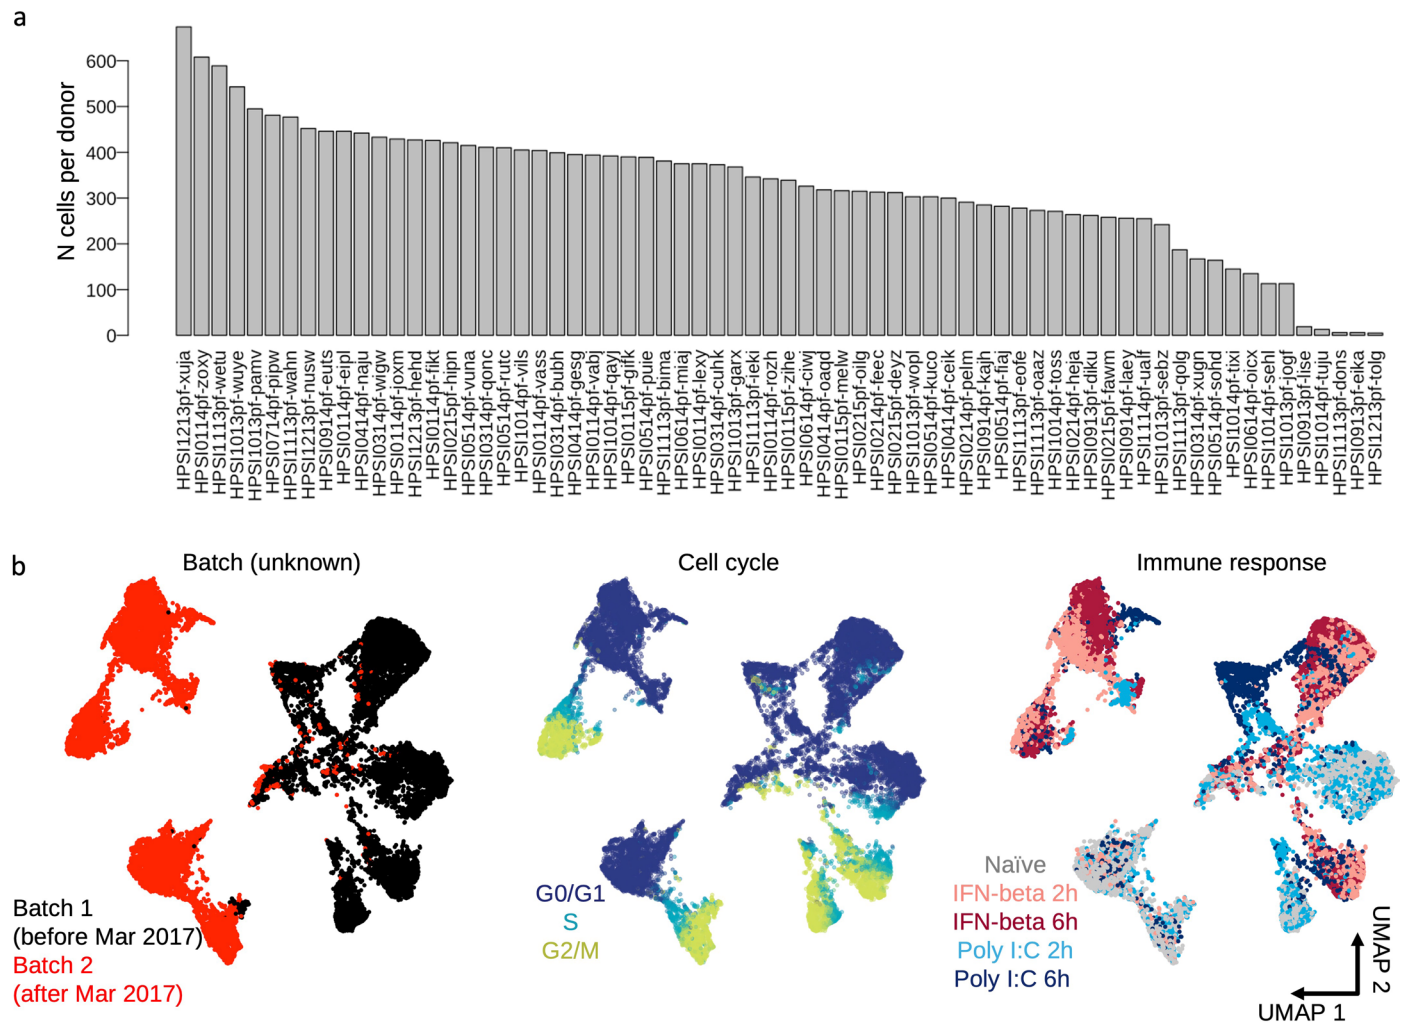 a
N cells per donor
600
500
400
300
200
100
0
HPSI1213pf-xuja
HPSI0114pf-zoxy
HPSI1113pf-wetu
HPSI1013pf-wuye
HPSI1013pf-pamv
HPSI0714pf-pipw
HPSI1113pf-wahn
HPSI1213pf-nusw
HPSI0914pf-euts
HPSI0114pf-eipl
HPSI0414pf-naju
HPSI0314pf-wigw
HPSI0114pf-joxm
HPSI1213pf-hehd
HPSI0114pf-fikt
HPSI0215pf-hipn
HPSI0514pf-vuna
HPSI0314pf-qonc
HPSI0514pf-rutc
HPSI1014pf-vils
HPSI0114pf-vass
HPSI0314pf-bubh
HPSI0414pf-gesg
HPSI0114pf-vabj
HPSI1014pf-qayj
HPSI0115pf-gifk
HPSI0514pf-puie
HPSI1113pf-bima
HPSI0614pf-miaj
HPSI0114pf-lexy
HPSI0314pf-cuhk
HPSI1013pf-garx
HPSI1113pf-ieki
HPSI0114pf-rozh
HPSI0115pf-zihe
HPSI0614pf-ciwj
HPSI0414pf-oaqd
HPSI0115pf-melw
HPSI0215pf-oilg
HPSI0214pf-feec
HPSI0215pf-deyz
HPSI1013pf-wopl
HPSI0514pf-kuco
HPSI0414pf-ceik
HPSI0214pf-pelm
HPSI0914pf-kajh
HPSI0514pf-fiaj
HPSI1113pf-eofe
HPSI1113pf-oaaz
HPSI1014pf-toss
HPSI0214pf-heja
HPSI0913pf-diku
HPSI0215pf-fawm
HPSI0914pf-laey
HPSI1114pf-ualf
HPSI1013pf-sebz
HPSI1113pf-qolg
HPSI0314pf-xugn
HPSI0514pf-sohd
HPSI1014pf-tixi
HPSI0614pf-oicx
HPSI1014pf-sehl
HPSI1013pf-jogf
HPSI0913pf-lise
HPSI1014pf-tuju
HPSI1113pf-dons
HPSI0913pf-eika
HPSI1213pf-tolg
b
Batch (unknown)
Cell cycle
Immune response
Batch 1
(before Mar 2017)
Batch 2
(after Mar 2017)
G0/G1
S
G2/M
Naïve
IFN-beta 2h
IFN-beta 6h
Poly I:C 2h
Poly I:C 6h
UMAP 2
UMAP 1